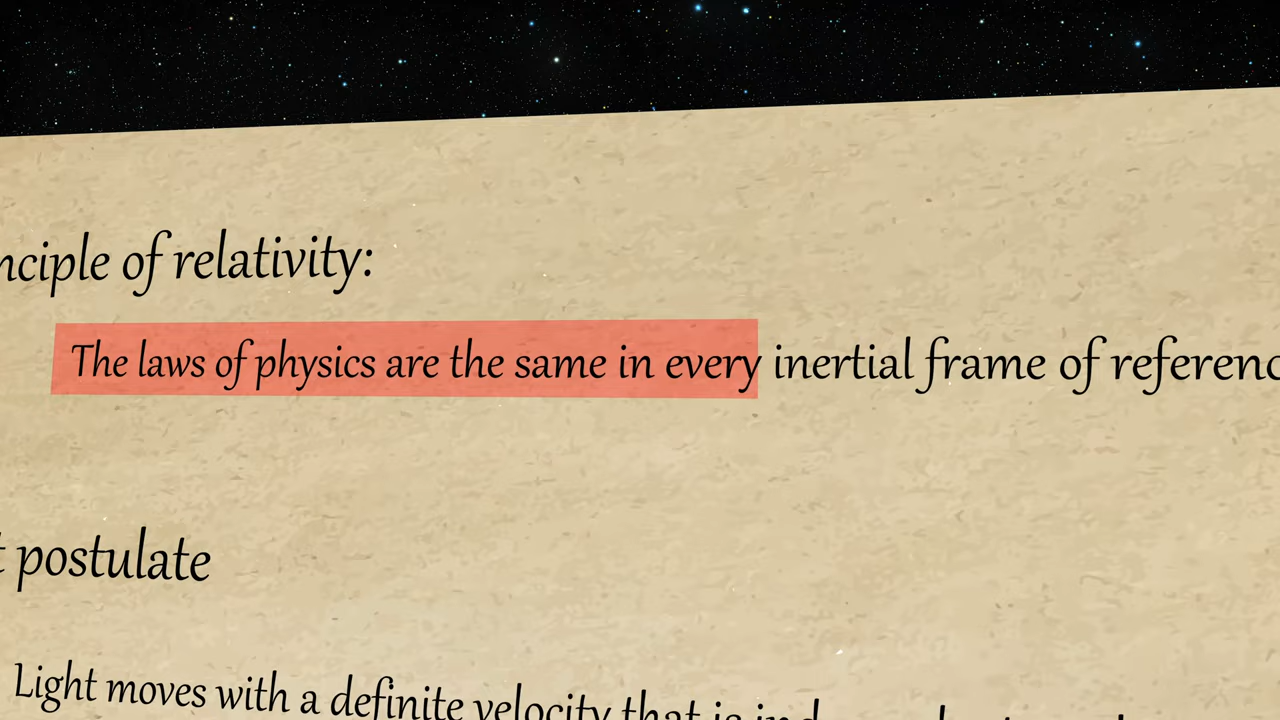 nciple of relativity:
The laws of physics are the same in every inertial frame of referenc
t postulate
Light moves with a definite velocity that is